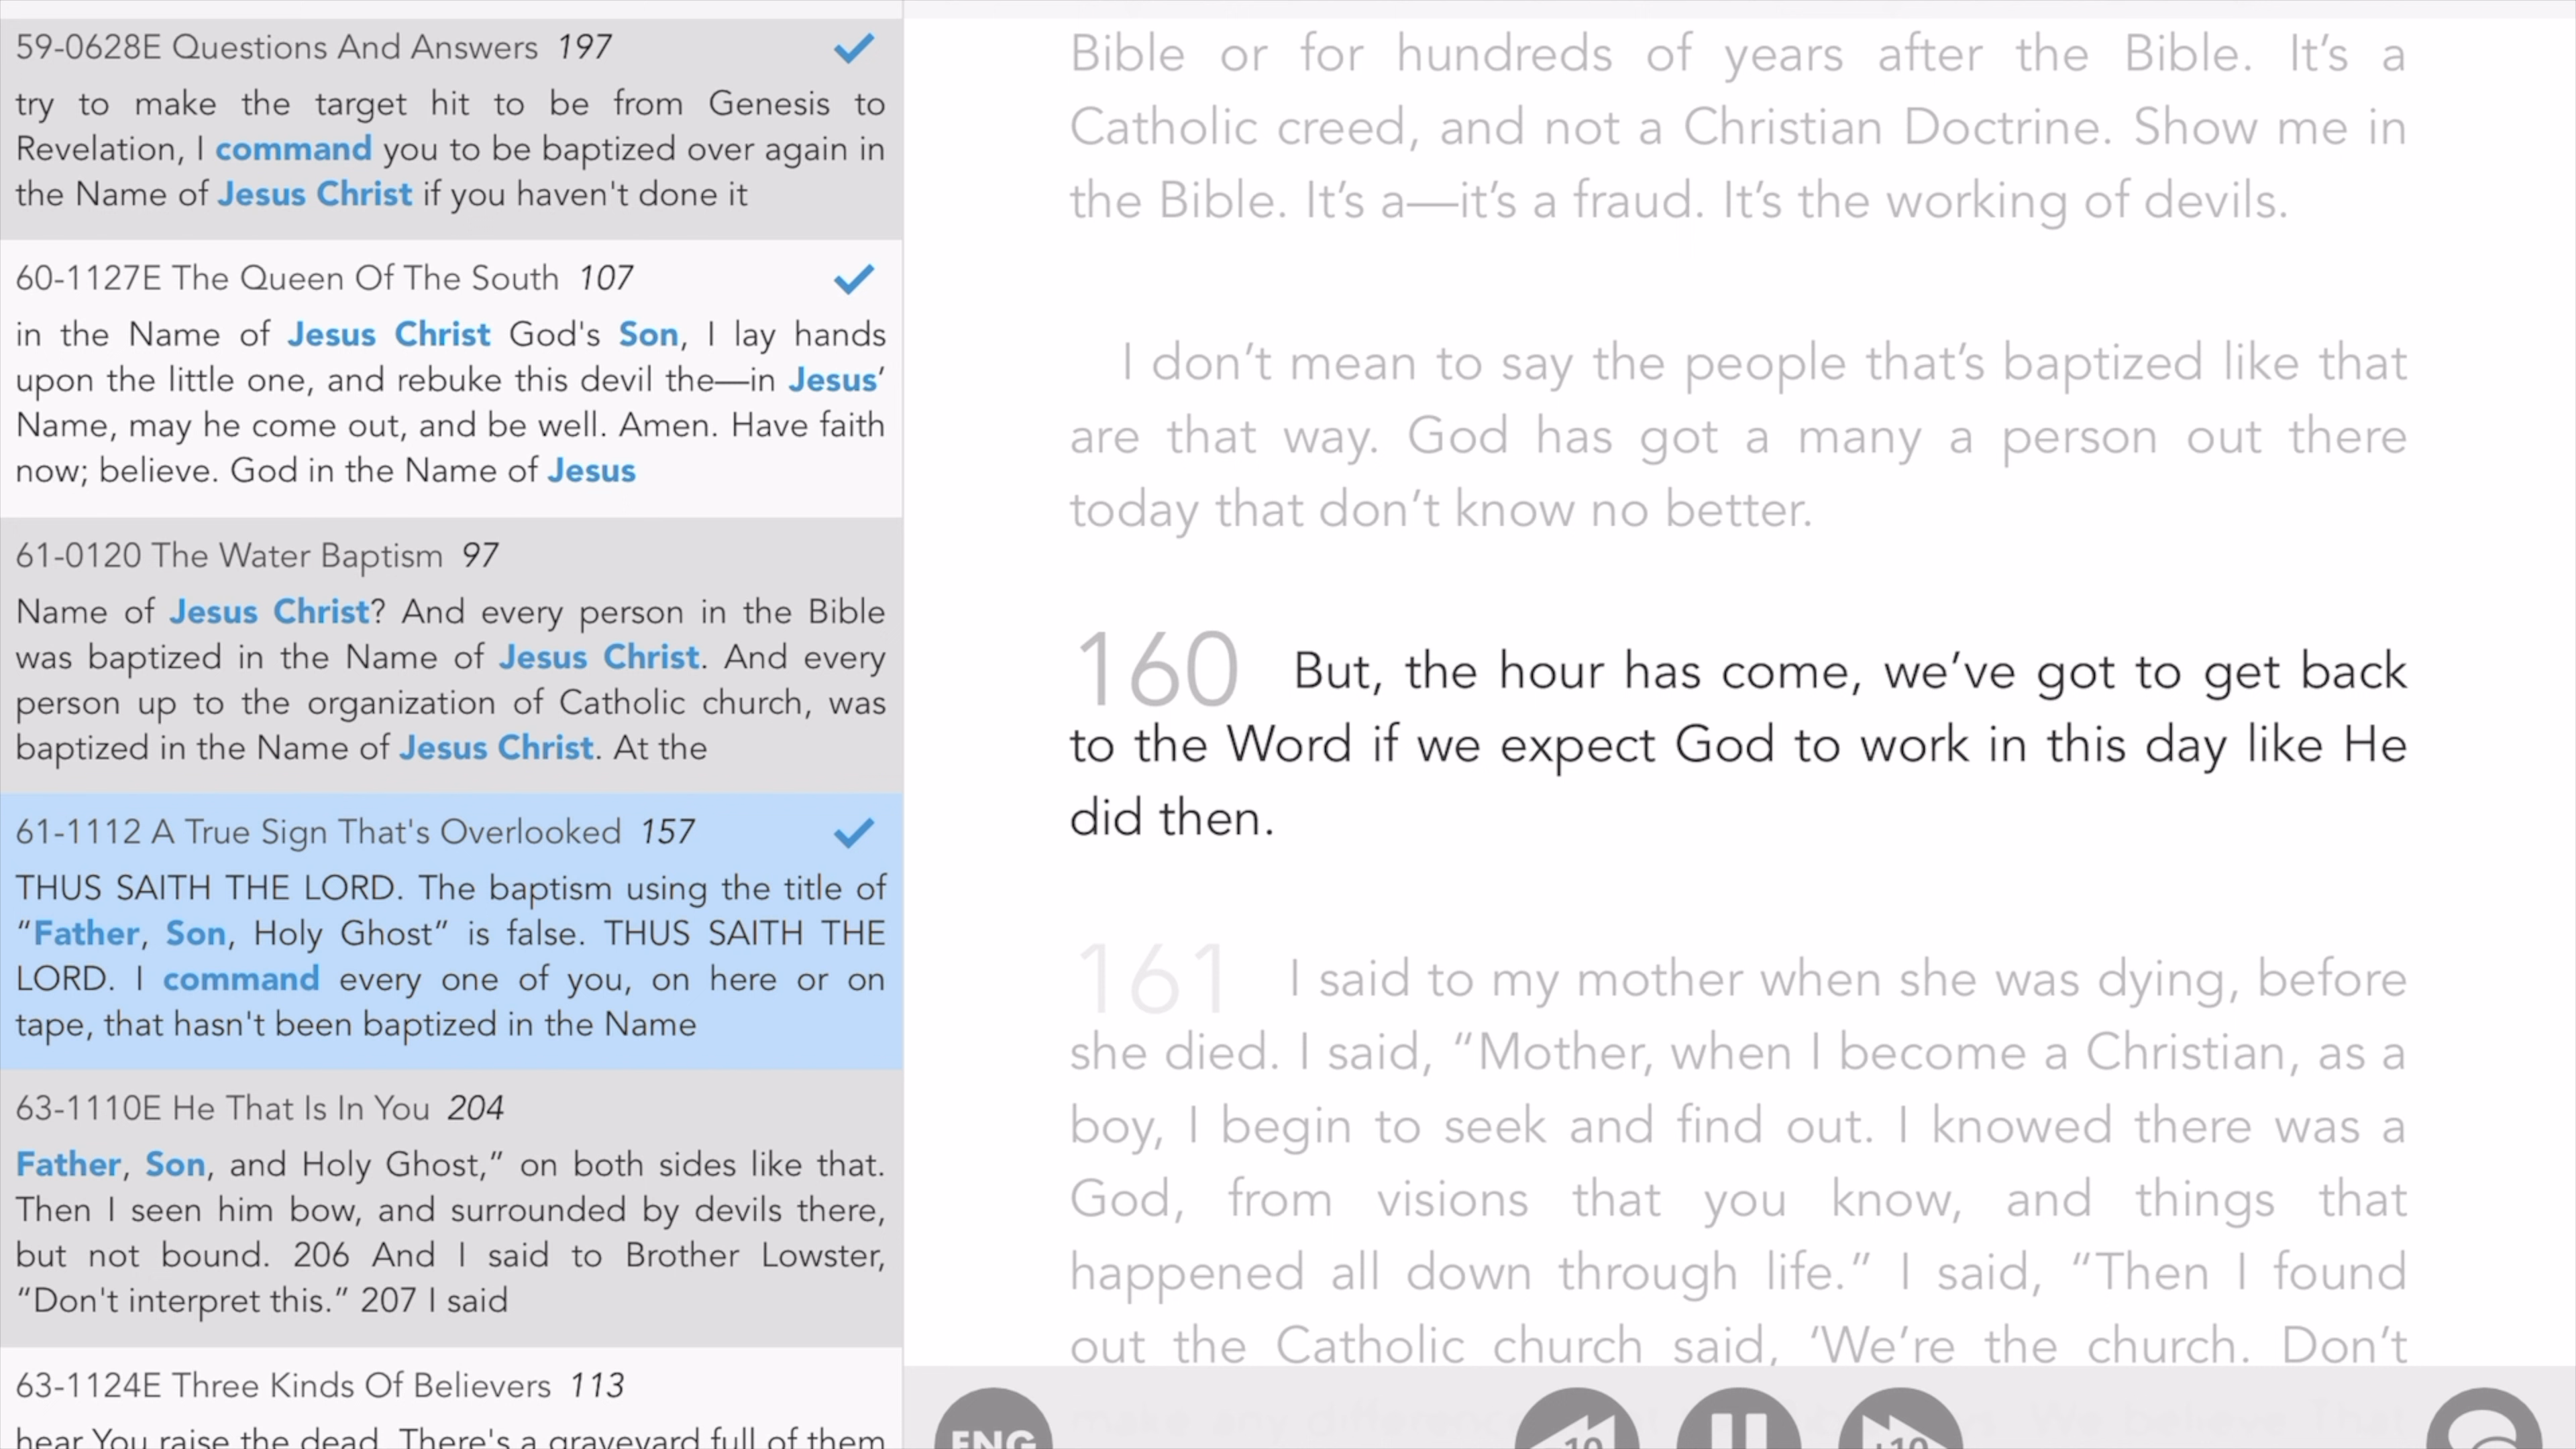 59-0628E Questions And Answers 197
try to make the target hit to be from Genesis to
Revelation, I command you to be baptized over again in
the Name of Jesus Christ if you haven't done it
60-1127E The Queen Of The South 107
in the Name of Jesus Christ God's Son, I lay hands
upon the little one, and rebuke this devil the—in Jesus’
Name, may he come out, and be well. Amen. Have faith
now; believe. God in the Name of Jesus
61-0120 The Water Baptism 97
Name of Jesus Christ? And every person in the Bible
was baptized in the Name of Jesus Christ. And every
person up to the organization of Catholic church, was
baptized in the Name of Jesus Christ. At the
61-1112 A True Sign That's Overlooked 157
THUS SAITH THE LORD. The baptism using the title of
“Father, Son, Holy Ghost” is false. THUS SAITH THE
LORD. I command every one of you, on here or on
tape, that hasn't been baptized in the Name
63-1110E He That Is In You 204
Father, Son, and Holy Ghost,” on both sides like that.
Then I seen him bow, and surrounded by devils there,
but not bound. 206 And I said to Brother Lowster,
“Don't interpret this.” 207 I said
63-1124E Three Kinds Of Believers 113
hear You raise the dead. There's a graveyard full of them
Bible or for hundreds of years after the Bible. It’s a
Catholic creed, and not a Christian Doctrine. Show me in
the Bible. It’s a—it’s a fraud. It’s the working of devils.
I don’t mean to say the people that’s baptized like that
are that way. God has got a many a person out there
today that don’t know no better.
160 But, the hour has come, we’ve got to get back
to the Word if we expect God to work in this day like He
did then.
161 I said to my mother when she was dying, before
she died. I said, “Mother, when I become a Christian, as a
boy, I begin to seek and find out. I knowed there was a
God, from visions that you know, and things that
happened all down through life.” I said, “Then I found
out the Catholic church said, ‘We’re the church. Don’t
make any difference
ENG
-10
+10